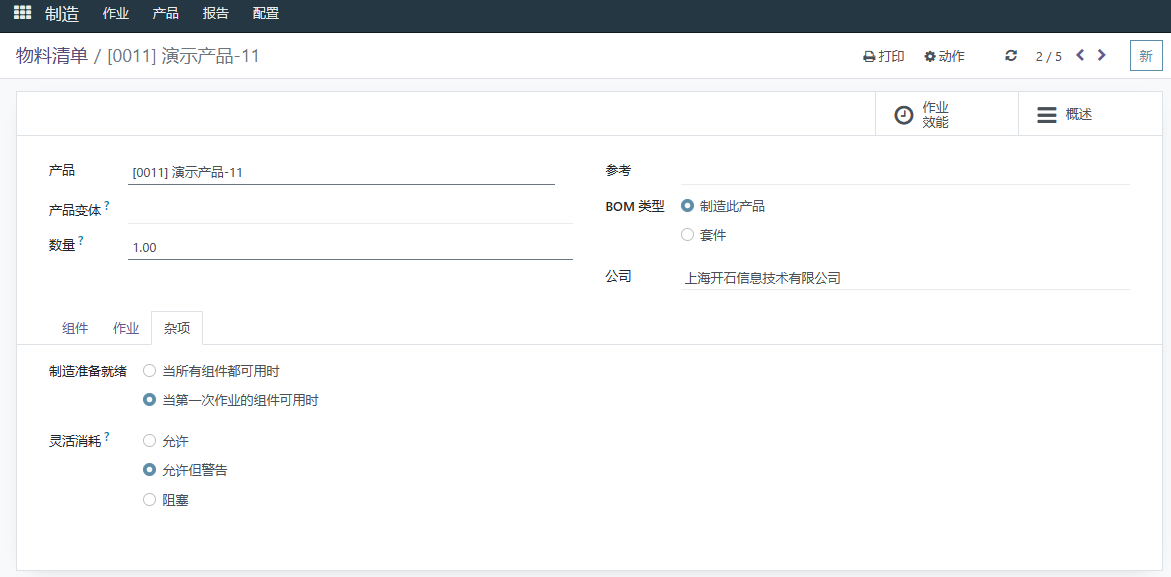 制造 作业 产品 报告 配置
物料清单 / [0011] 演示产品-11 打印 动作 2 / 5 新
作业
效能
概述
产品 [0011] 演示产品-11
产品变体 ?
数量 ? 1.00
参考
BOM 类型 制造此产品
套件
公司 上海开石信息技术有限公司
组件 作业 杂项
制造准备就绪 当所有组件都可用时
当第一次作业的组件可用时
灵活消耗 ? 允许
允许但警告
阻塞